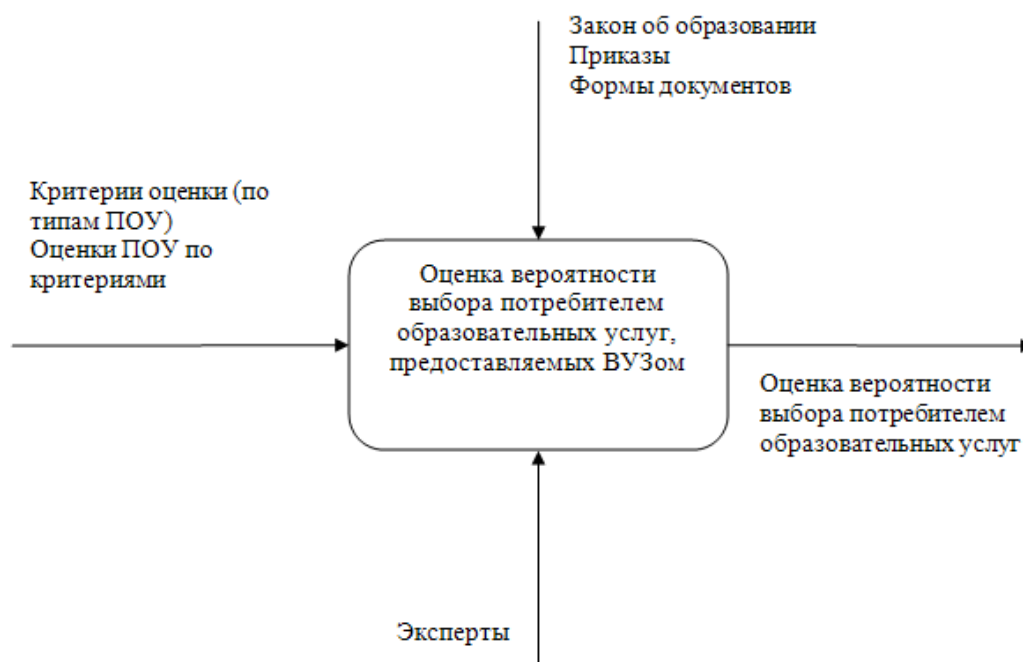 Закон об образовании
Приказы
Формы документов
Критерии оценки (по
типам ПОУ)
Оценки ПОУ по
критериями
Оценка вероятности
выбора потребителем
образовательных услуг,
предоставляемых ВУЗом
Оценка вероятности
выбора потребителем
образовательных услуг
Эксперты